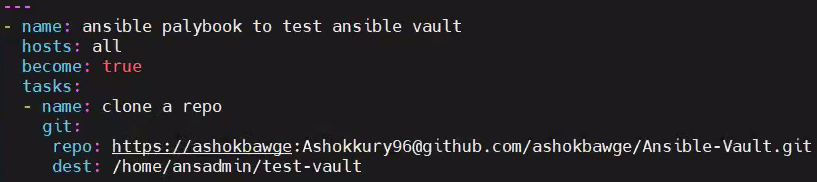 ---
- name: ansible palybook to test ansible vault
  hosts: all
  become: true
  tasks:
  - name: clone a repo
    git:
     repo: https://ashokbawge:Ashokkury96@github.com/ashokbawge/Ansible-Vault.git
     dest: /home/ansadmin/test-vault